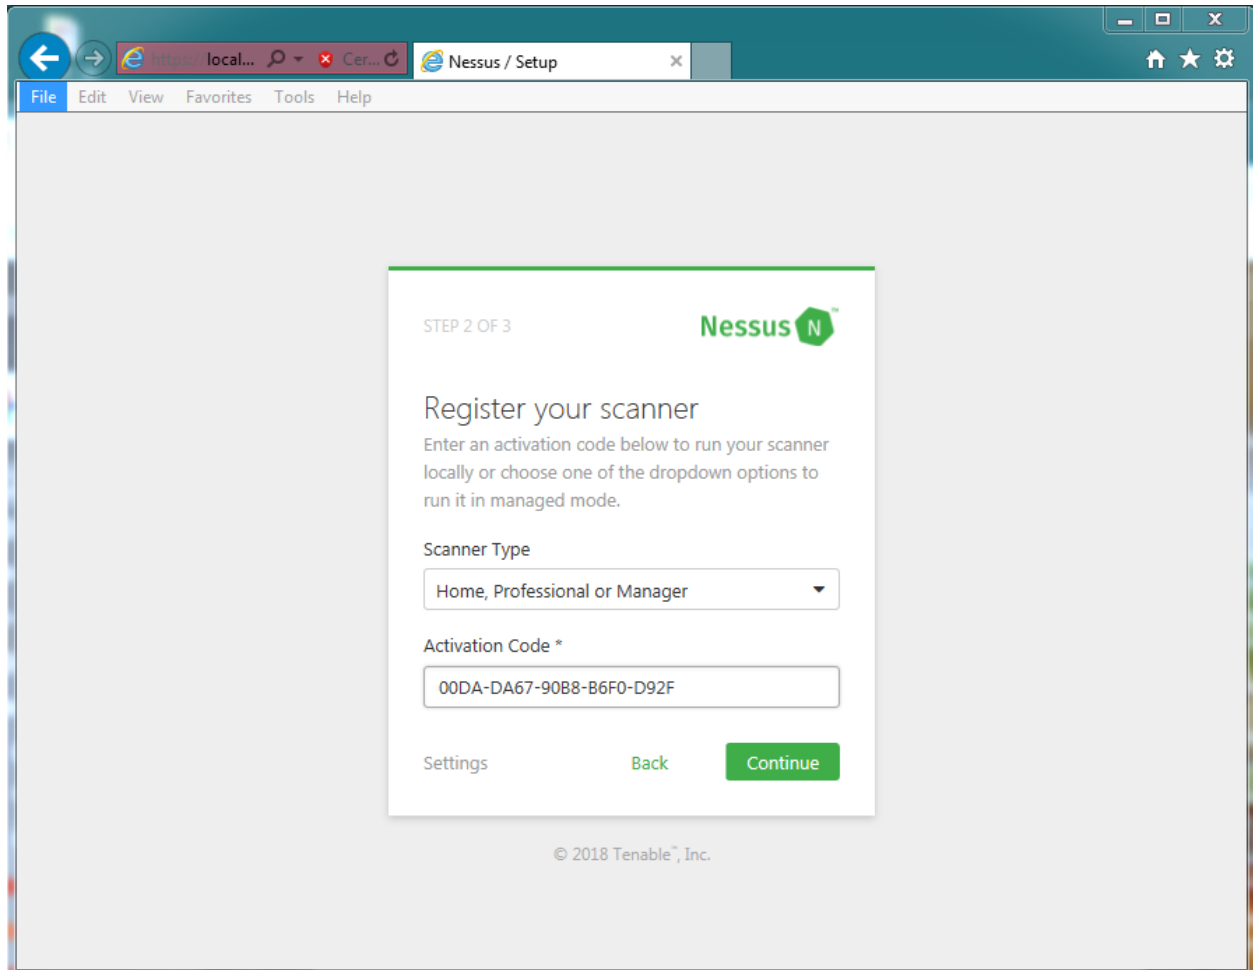 https://local... Cer... Nessus / Setup
File Edit View Favorites Tools Help
STEP 2 OF 3
Nessus N ™
Register your scanner
Enter an activation code below to run your scanner
locally or choose one of the dropdown options to
run it in managed mode.
Scanner Type
Home, Professional or Manager
Activation Code *
00DA-DA67-90B8-B6F0-D92F
Settings Back Continue
© 2018 Tenable™, Inc.